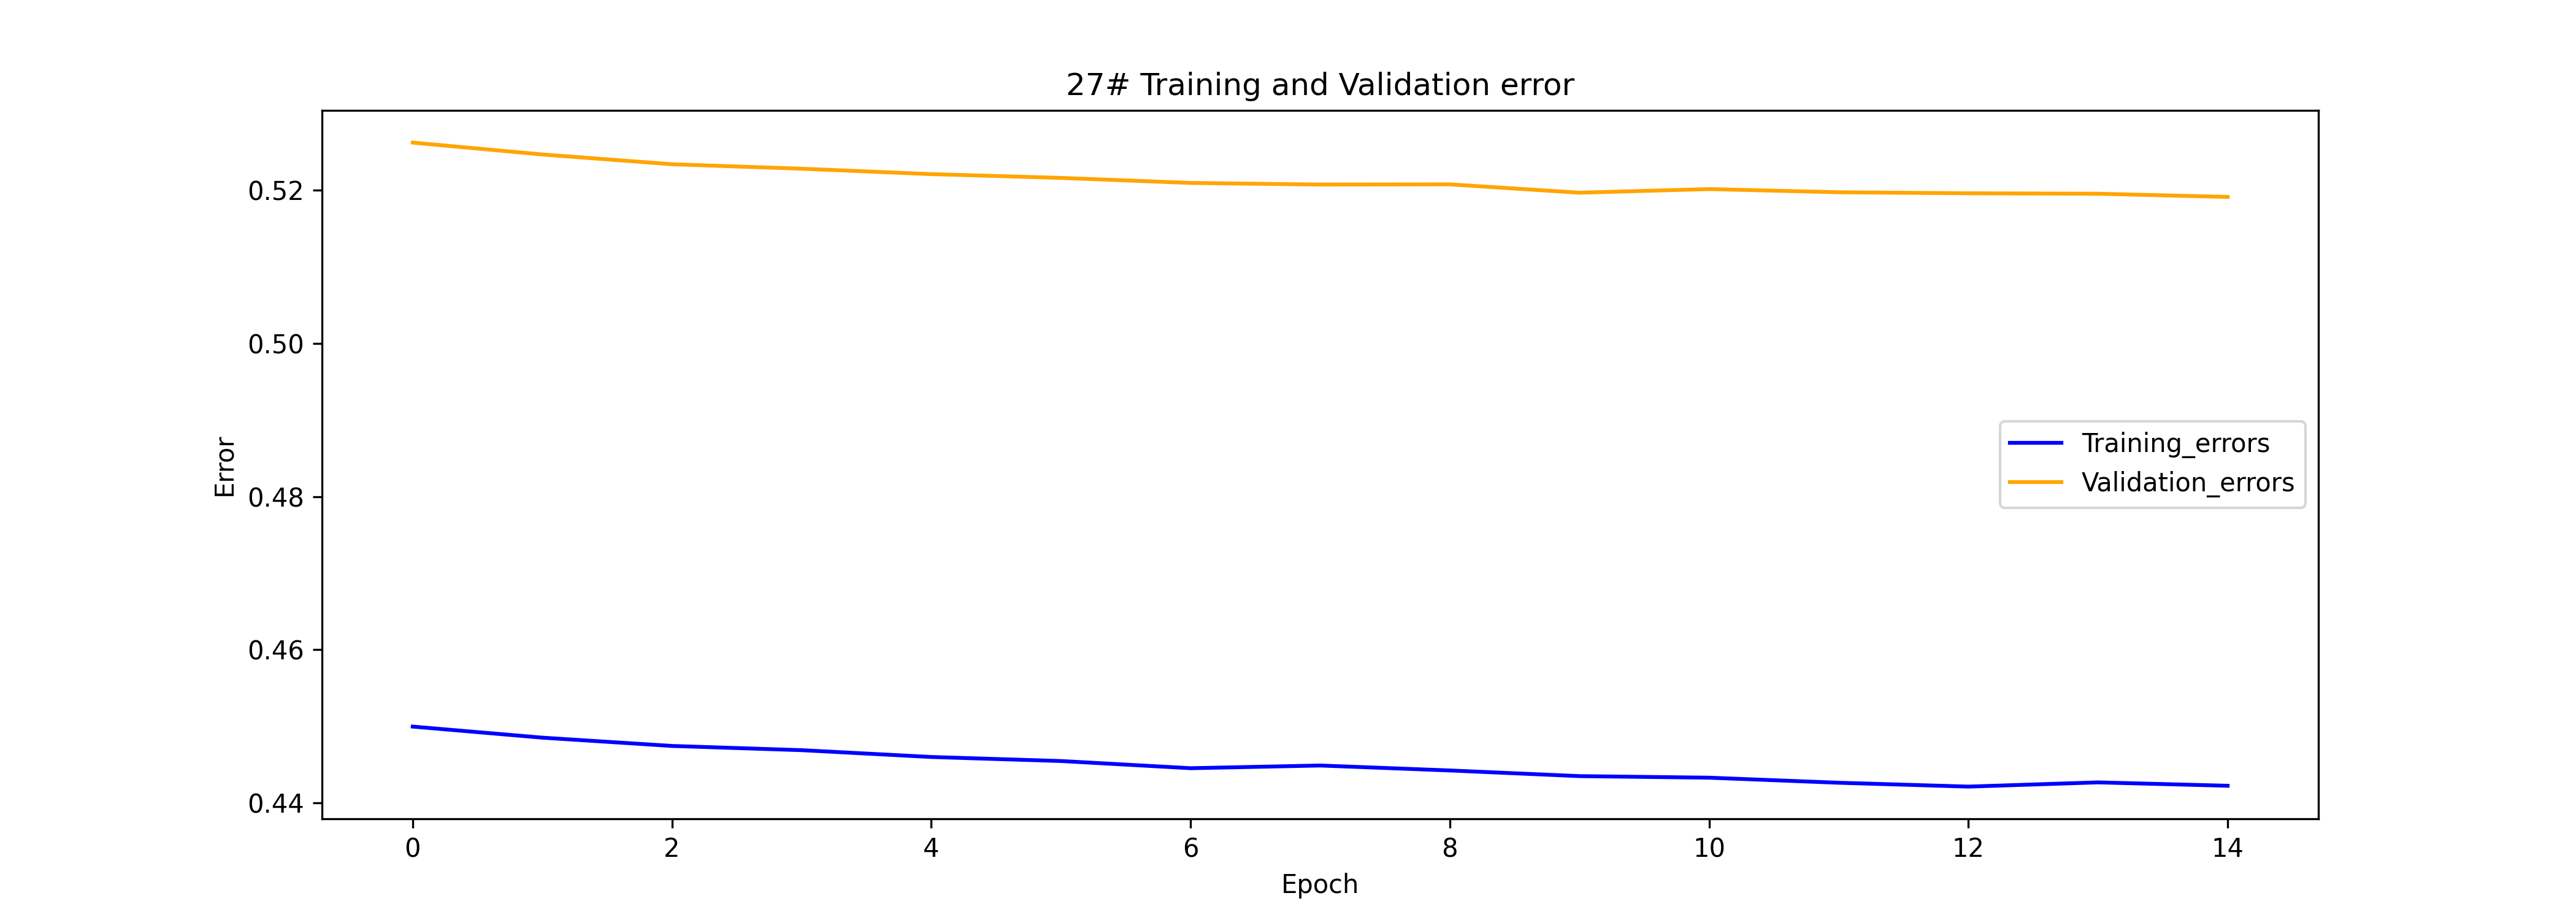 27# Training and Validation error
Error
0.52
0.50
0.48
0.46
0.44
Training_errors
Validation_errors
0 2 4 6 8 10 12 14
Epoch